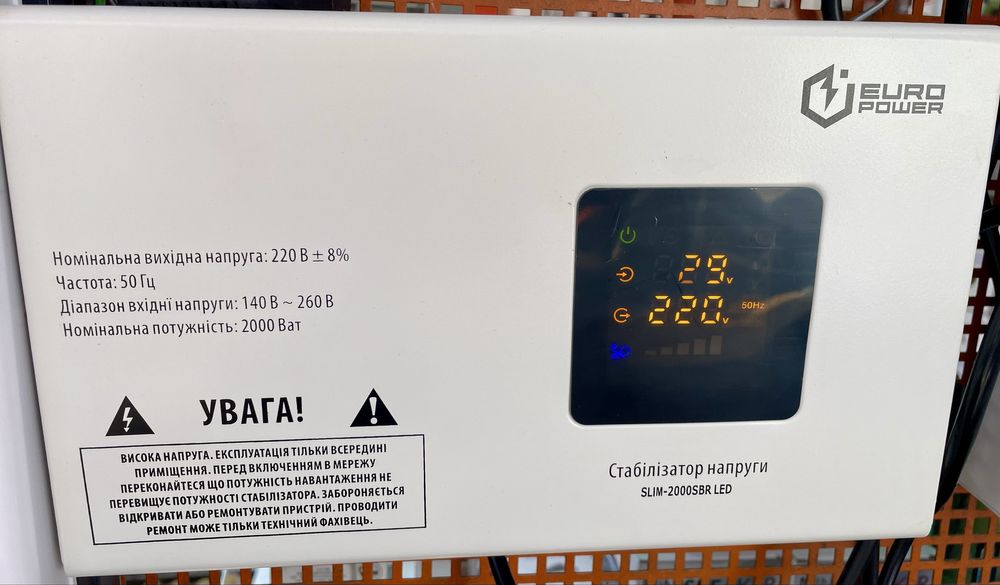 EURO
POWER
Номінальна вихідна напруга: 220 В ± 8%
Частота: 50 Гц
Діапазон вхідної напруги: 140 В ~ 260 В
Номінальна потужність: 2000 Ват
29v
220v 50Hz
УВАГА!
ВИСОКА НАПРУГА. ЕКСПЛУАТАЦІЯ ТІЛЬКИ ВСЕРЕДИНІ
ПРИМІЩЕННЯ. ПЕРЕД ВКЛЮЧЕННЯМ В МЕРЕЖУ
ПЕРЕКОНАЙТЕСЯ ЩО ПОТУЖНІСТЬ НАВАНТАЖЕННЯ НЕ
ПЕРЕВИЩУЄ ПОТУЖНОСТІ СТАБІЛІЗАТОРА. ЗАБОРОНЯЄТЬСЯ
ВІДКРИВАТИ АБО РЕМОНТУВАТИ ПРИСТРІЙ. ПРОВОДИТИ
РЕМОНТ МОЖЕ ТІЛЬКИ ТЕХНІЧНИЙ ФАХІВЕЦЬ.
Стабілізатор напруги
SLIM-2000SBR LED